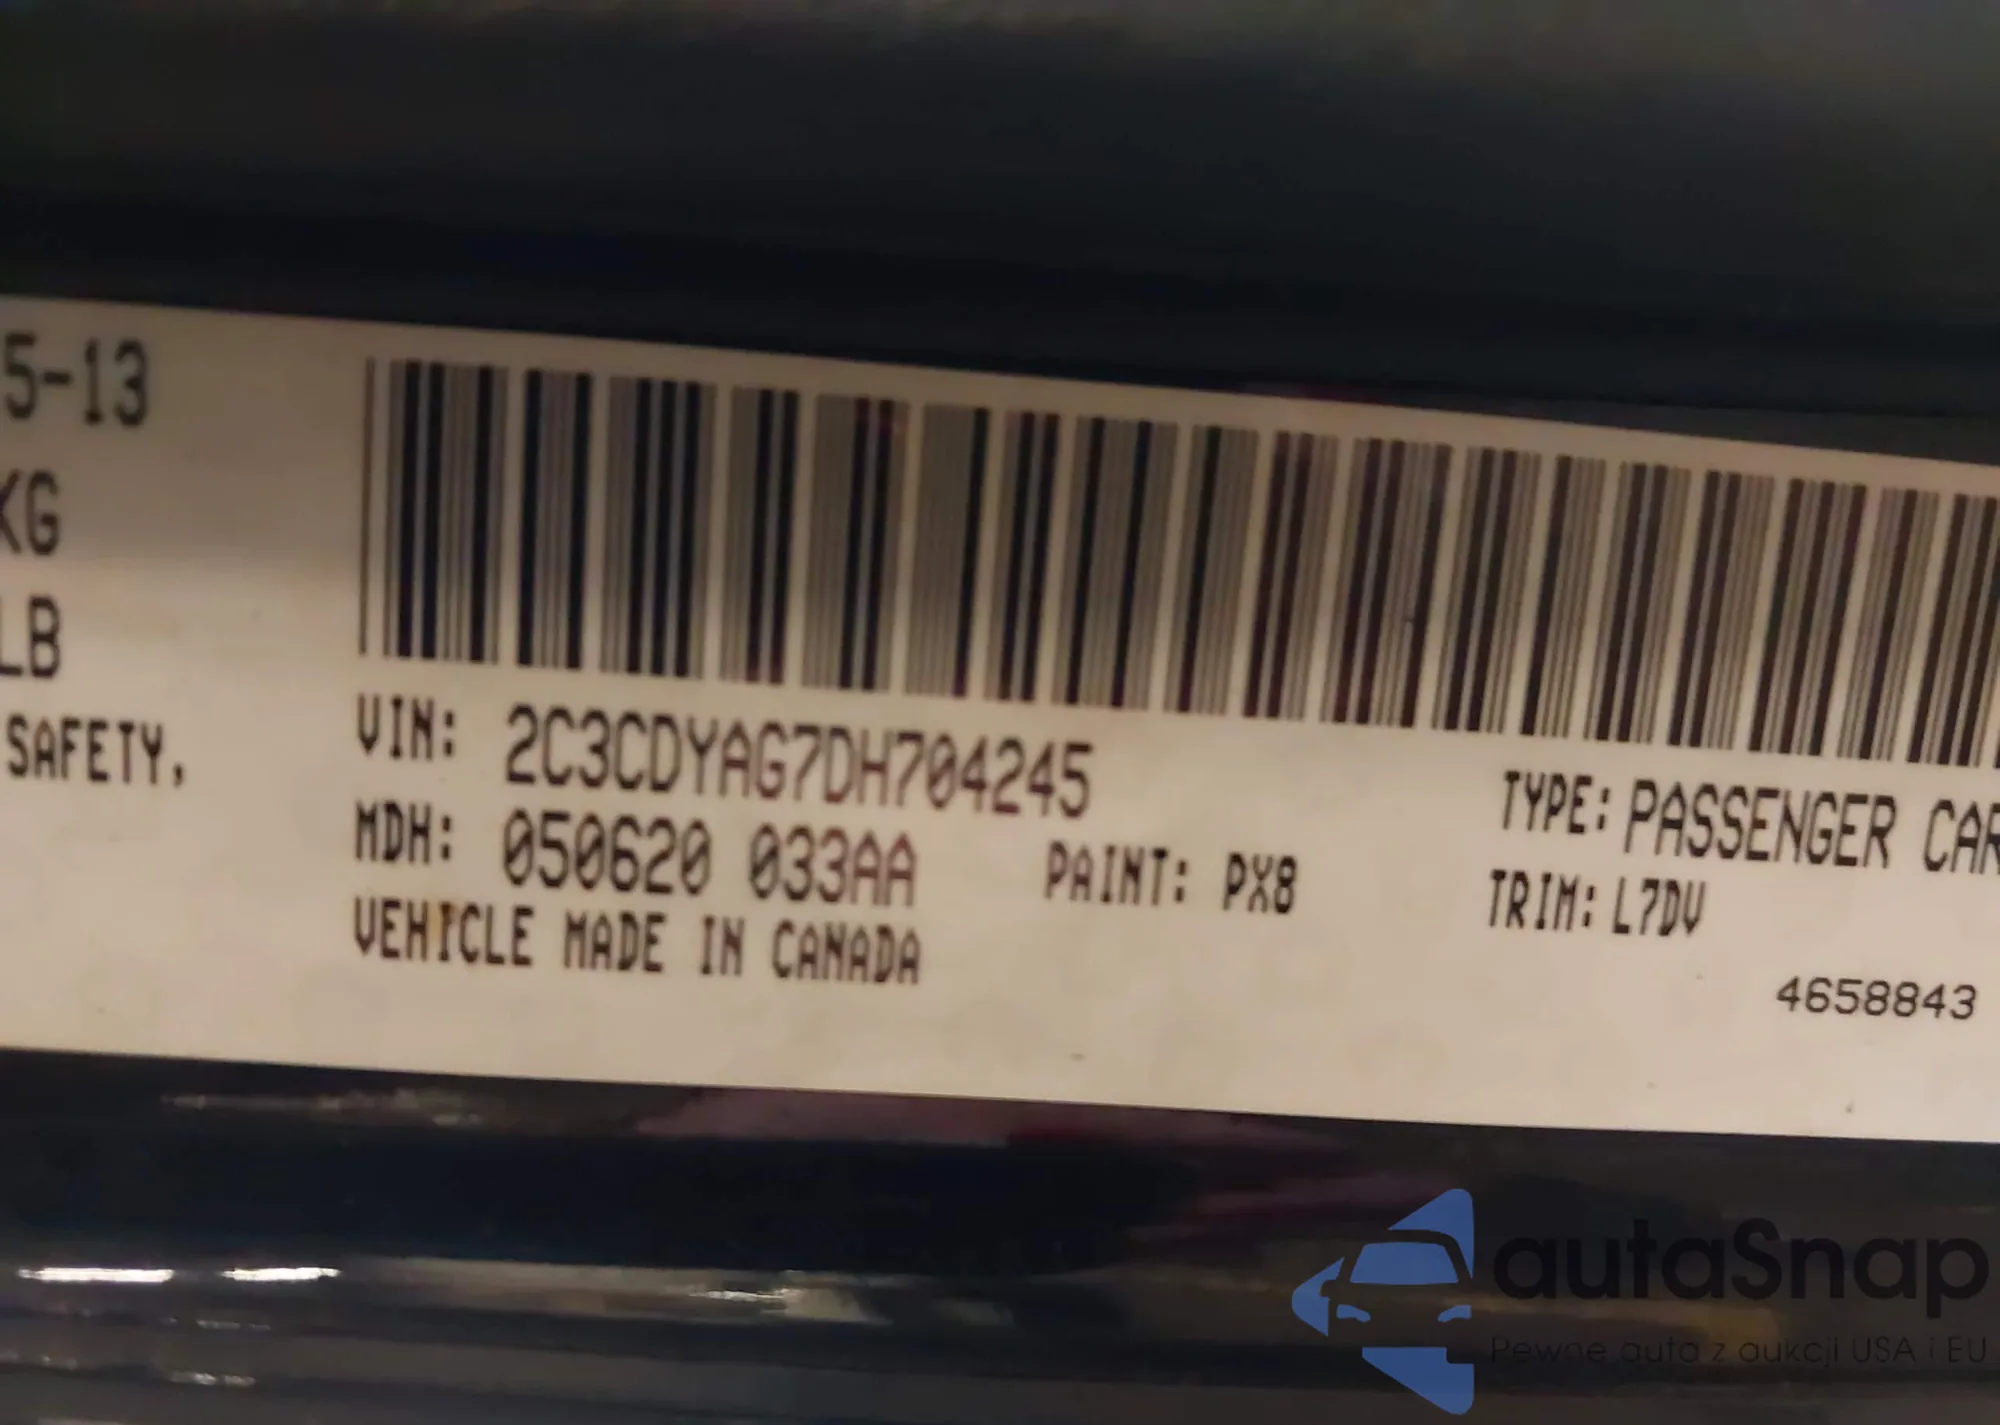 5-13
KG
LB
SAFETY,
VIN: 2C3CDYAG7DH704245
MDH: 050620 033AA
PAINT: PX8
VEHICLE MADE IN CANADA
TYPE: PASSENGER CAR
TRIM: L7DV
4658843
autaSnap
Pewne auta z aukcji USA i EU